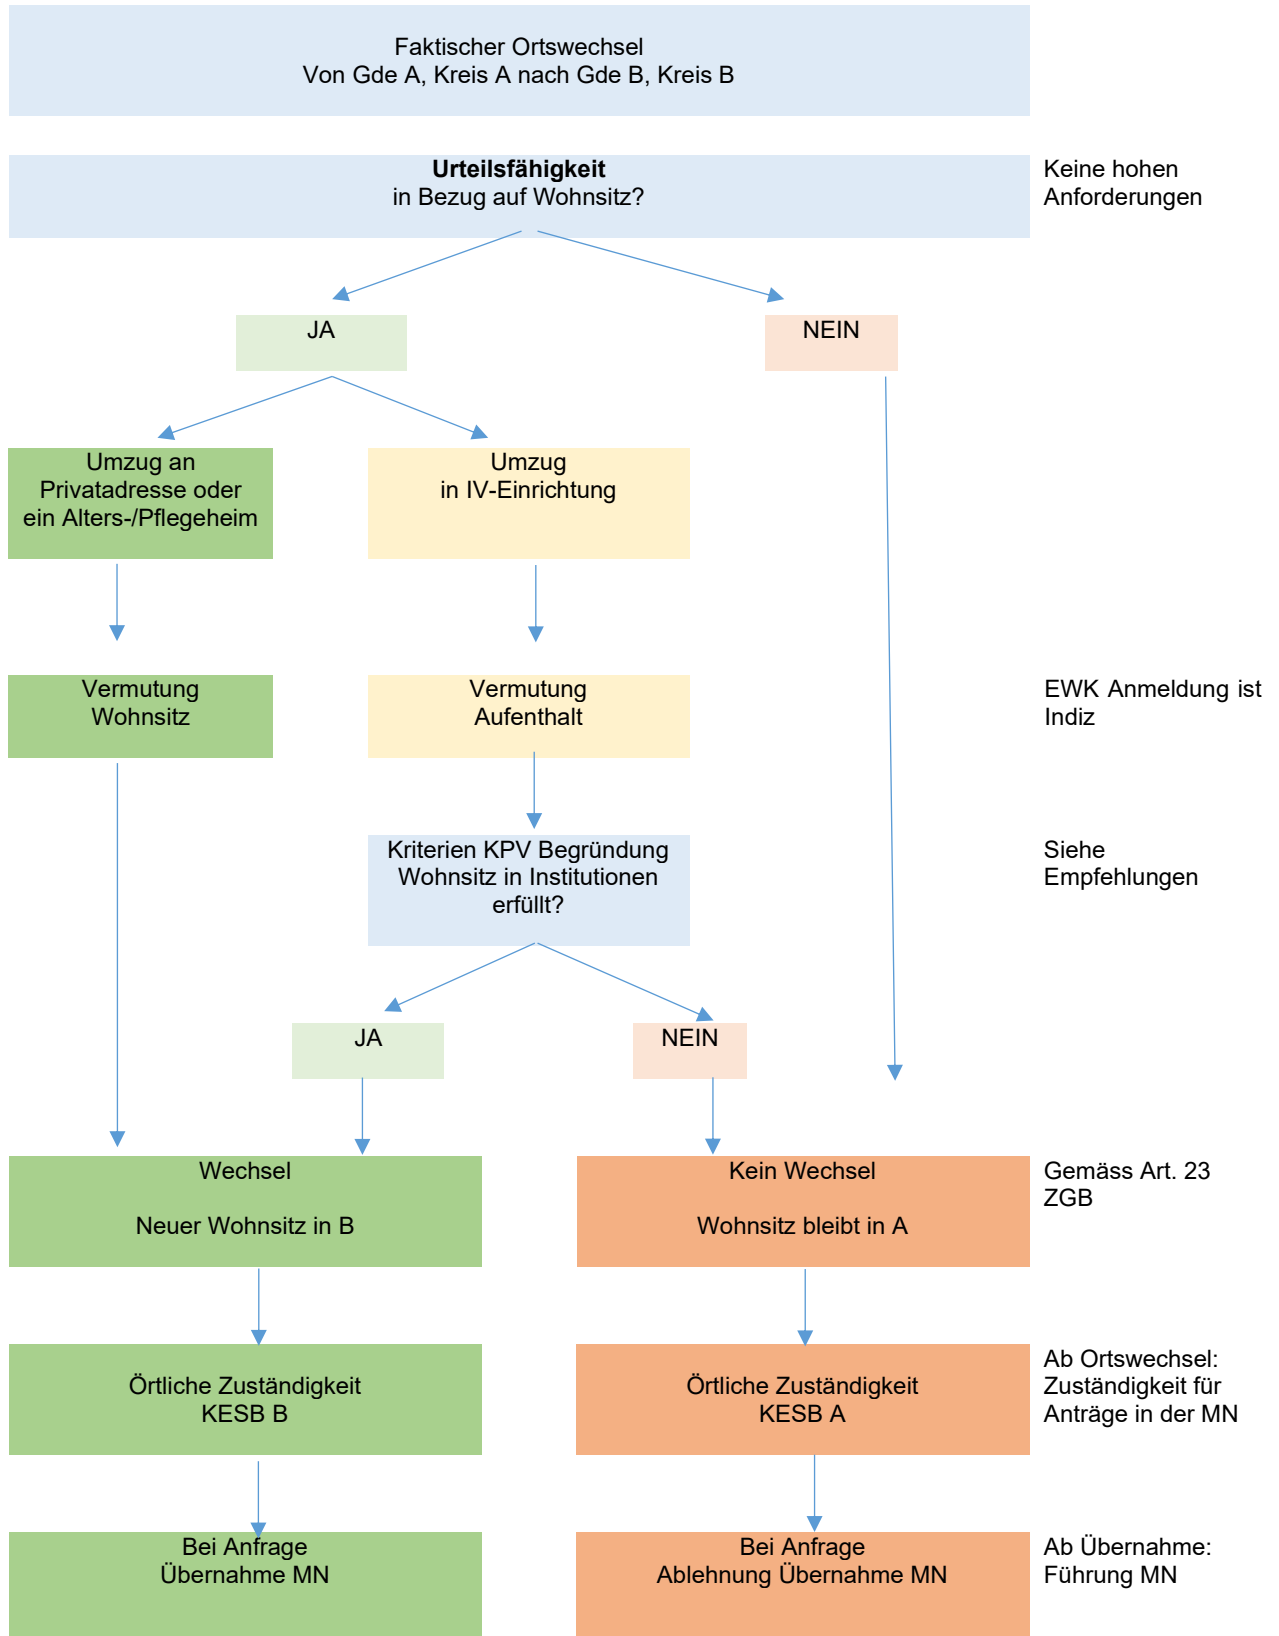 Faktischer Ortswechsel
Von Gde A, Kreis A nach Gde B, Kreis B
Urteilsfähigkeit
in Bezug auf Wohnsitz?
Keine hohen
Anforderungen
JA
NEIN
Umzug an
Privatadresse oder
ein Alters-/Pflegeheim
Umzug
in IV-Einrichtung
Vermutung
Wohnsitz
Vermutung
Aufenthalt
EWK Anmeldung ist
Indiz
Kriterien KPV Begründung
Wohnsitz in Institutionen
erfüllt?
Siehe
Empfehlungen
JA
NEIN
Wechsel
Neuer Wohnsitz in B
Kein Wechsel
Wohnsitz bleibt in A
Gemäss Art. 23
ZGB
Örtliche Zuständigkeit
KESB B
Örtliche Zuständigkeit
KESB A
Ab Ortswechsel:
Zuständigkeit für
Anträge in der MN
Bei Anfrage
Übernahme MN
Bei Anfrage
Ablehnung Übernahme MN
Ab Übernahme:
Führung MN